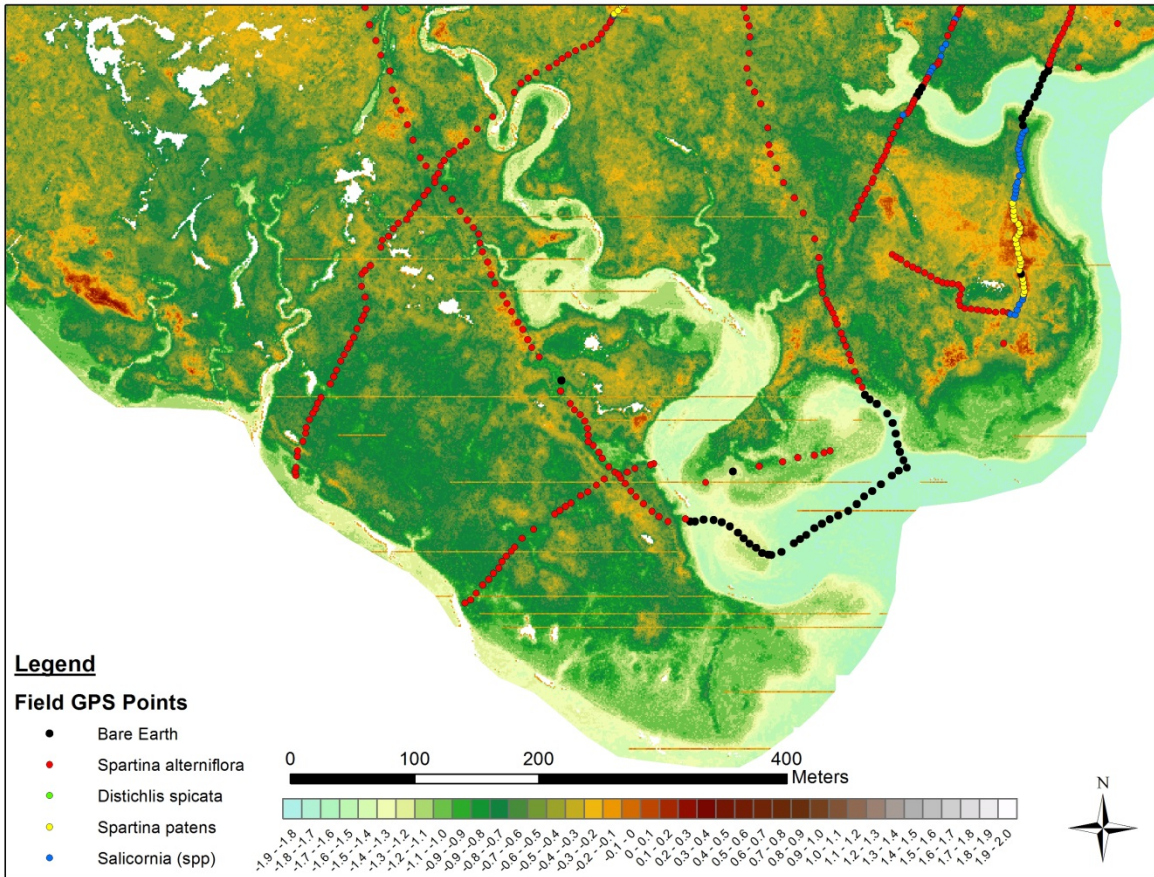 Legend
Field GPS Points
Bare Earth
Spartina alterniflora
Distichlis spicata
Spartina patens
Salicornia (spp)
0 100 200 400
Meters
-1.9 - -1.8
-1.8 - -1.7
-1.7 - -1.6
-1.6 - -1.5
-1.5 - -1.4
-1.4 - -1.3
-1.3 - -1.2
-1.2 - -1.1
-1.1 - -0.9
-0.9 - -0.8
-0.8 - -0.7
-0.7 - -0.6
-0.6 - -0.5
-0.5 - -0.4
-0.4 - -0.3
-0.3 - -0.2
-0.2 - -0.1
0 - 0.1
0.1 - 0.2
0.2 - 0.3
0.3 - 0.4
0.4 - 0.5
0.5 - 0.6
0.6 - 0.7
0.7 - 0.8
0.8 - 0.9
0.9 - 1.0
1.0 - 1.1
1.1 - 1.2
1.2 - 1.3
1.3 - 1.4
1.4 - 1.5
1.5 - 1.6
1.6 - 1.7
1.7 - 1.8
1.8 - 1.9
1.9 - 2.0
N